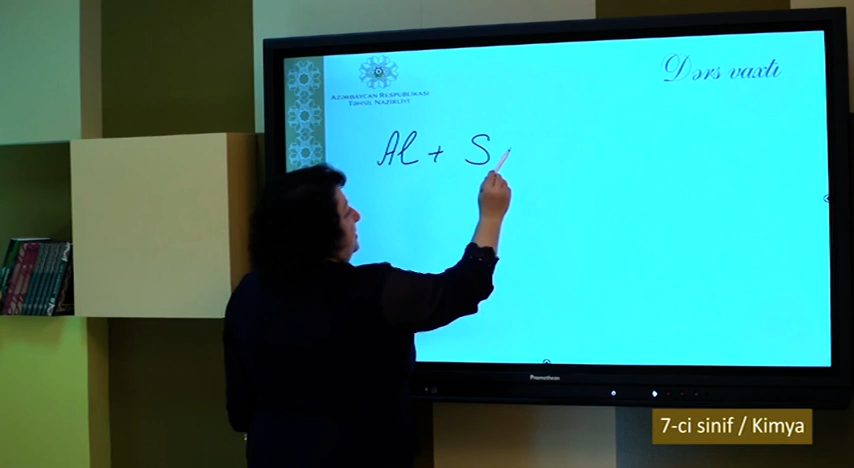 Dərs vaxtı
AZƏRBAYCAN RESPUBLİKASI
TƏHSİL NAZİRLİYİ
Al + S
Promethean
7-ci sinif / Kimya